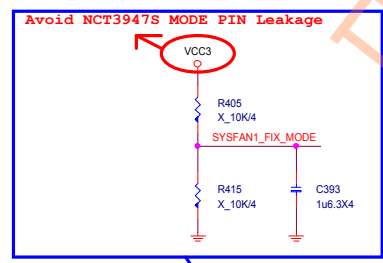 Avoid NCT3947S MODE PIN Leakage
VCC3
R405
X_10K/4
SYSFAN1_FIX_MODE
R415
X_10K/4
C393
1u6.3X4